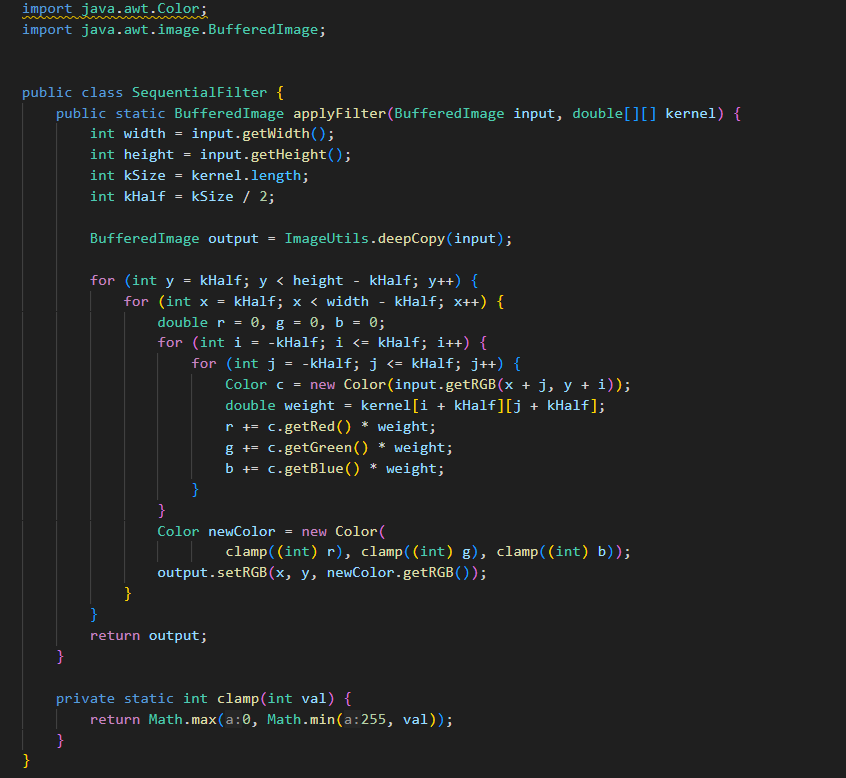 import java.awt.Color;
import java.awt.image.BufferedImage;


public class SequentialFilter {
    public static BufferedImage applyFilter(BufferedImage input, double[][] kernel) {
        int width = input.getWidth();
        int height = input.getHeight();
        int kSize = kernel.length;
        int kHalf = kSize / 2;

        BufferedImage output = ImageUtils.deepCopy(input);

        for (int y = kHalf; y < height - kHalf; y++) {
            for (int x = kHalf; x < width - kHalf; x++) {
                double r = 0, g = 0, b = 0;
                for (int i = -kHalf; i <= kHalf; i++) {
                    for (int j = -kHalf; j <= kHalf; j++) {
                        Color c = new Color(input.getRGB(x + j, y + i));
                        double weight = kernel[i + kHalf][j + kHalf];
                        r += c.getRed() * weight;
                        g += c.getGreen() * weight;
                        b += c.getBlue() * weight;
                    }
                }
                Color newColor = new Color(
                        clamp((int) r), clamp((int) g), clamp((int) b));
                output.setRGB(x, y, newColor.getRGB());
            }
        }
        return output;
    }

    private static int clamp(int val) {
        return Math.max(a:0, Math.min(a:255, val));
    }
}